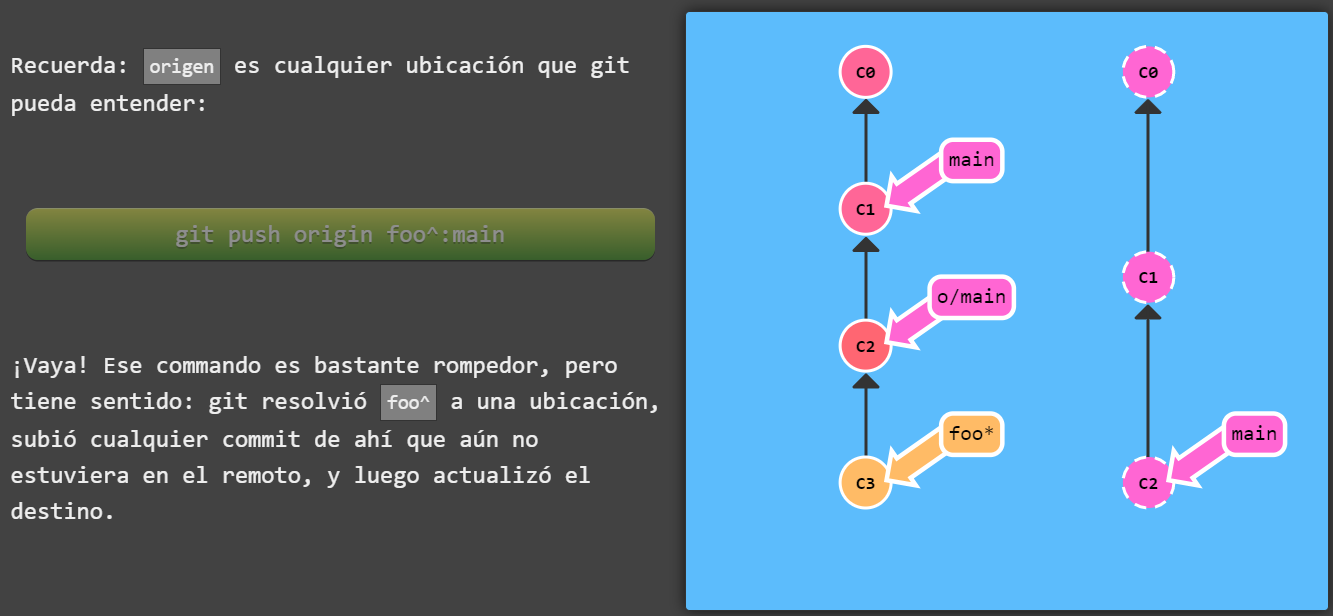 Recuerda: origen es cualquier ubicación que git
pueda entender:
git push origin foo^:main
¡Vaya! Ese commando es bastante rompedor, pero
tiene sentido: git resolvió foo^ a una ubicación,
subió cualquier commit de ahí que aún no
estuviera en el remoto, y luego actualizó el
destino.
C0
main
C1
o/main
C2
foo*
C3
C0
C1
main
C2